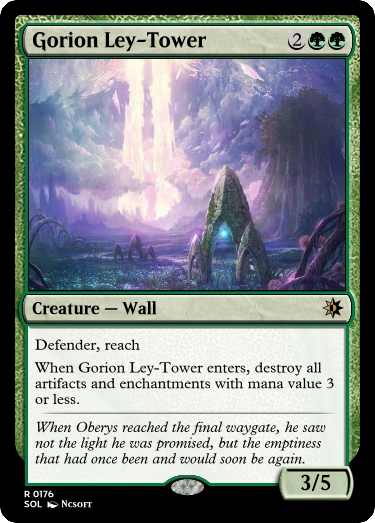 Gorion Ley-Tower 2
Creature — Wall
Defender, reach
When Gorion Ley-Tower enters, destroy all
artifacts and enchantments with mana value 3
or less.
When Oberys reached the final waygate, he saw
not the light he was promised, but the emptiness
that had once been and would soon be again.
3/5
R 0176
SOL Ncsoft